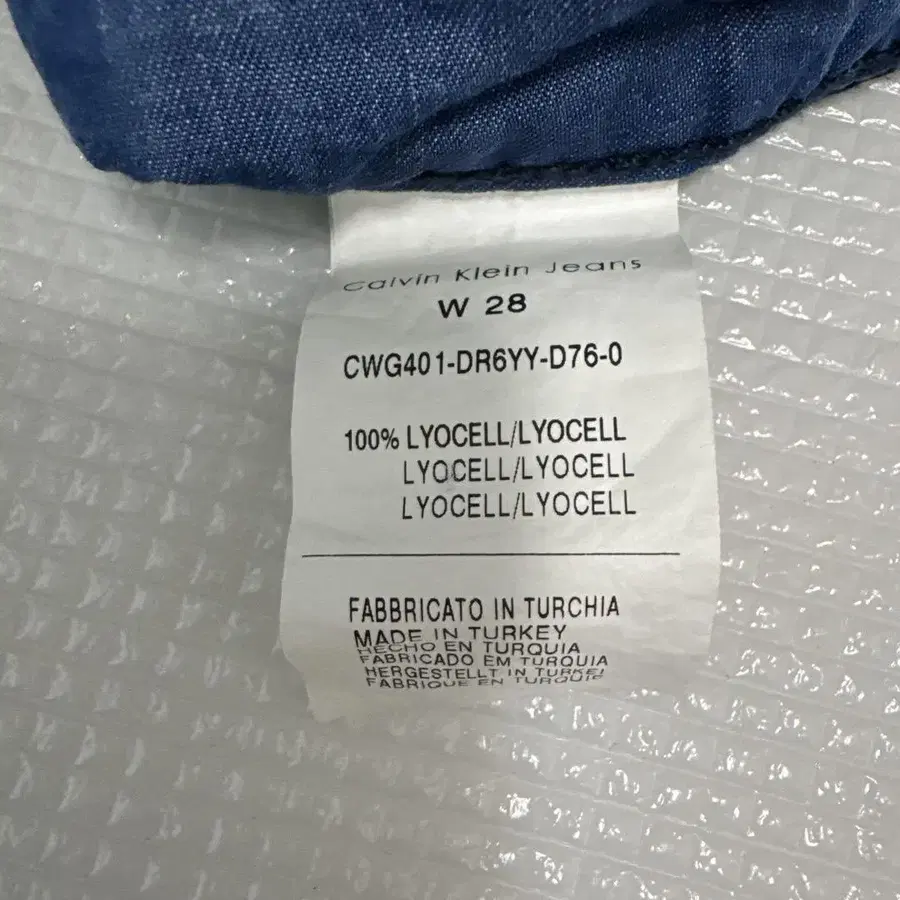 Calvin Klein Jeans
W 28
CWG401-DR6YY-D76-0
100% LYOCELL/LYOCELL
LYOCELL/LYOCELL
LYOCELL/LYOCELL
FABBRICATO IN TURCHIA
MADE IN TURKEY
HECHO EN TURQUIA
FABRICADO EM TURQUIA
HERGESTELLT IN TURKEI
FABRIQUE EN TURQUIE